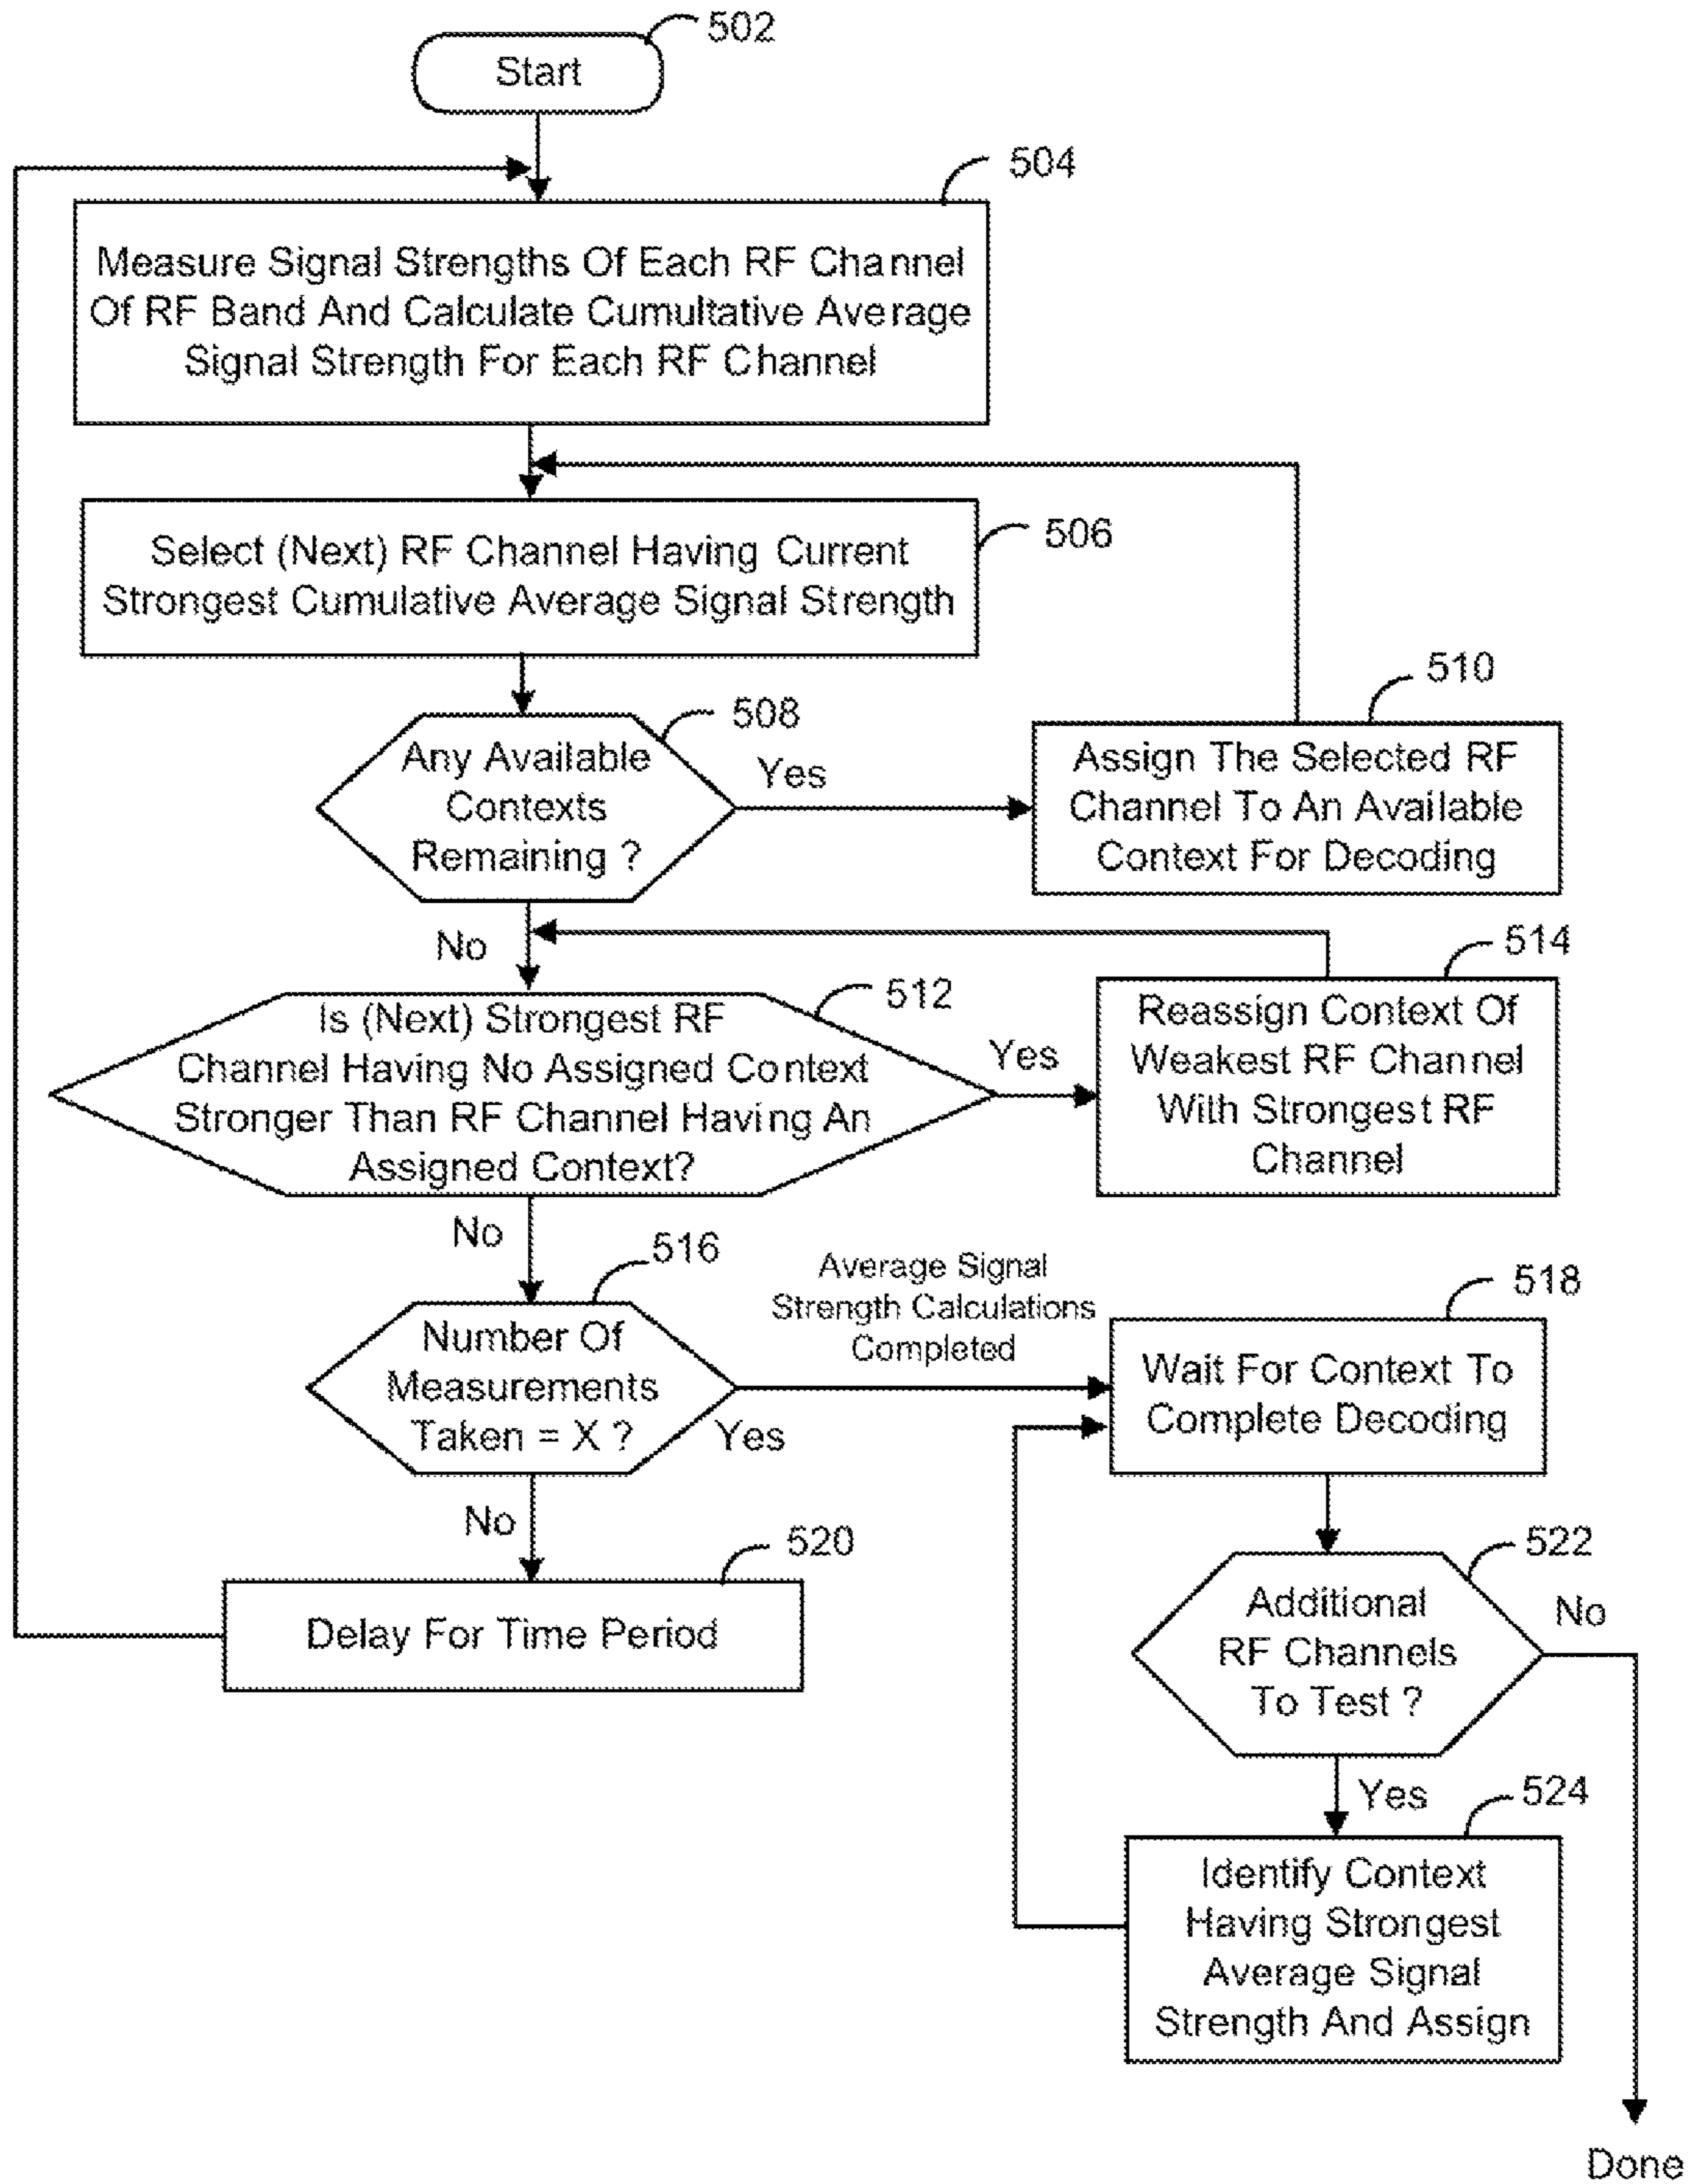 502
Start
504
Measure Signal Strengths Of Each RF Channel
Of RF Band And Calculate Cumultative Average
Signal Strength For Each RF Channel
506
Select (Next) RF Channel Having Current
Strongest Cumulative Average Signal Strength
508
Any Available
Contexts
Remaining ?
Yes
510
Assign The Selected RF
Channel To An Available
Context For Decoding
No
512
Is (Next) Strongest RF
Channel Having No Assigned Context
Stronger Than RF Channel Having An
Assigned Context?
Yes
514
Reassign Context Of
Weakest RF Channel
With Strongest RF
Channel
No
516
Number Of
Measurements
Taken = X ?
Yes
Average Signal
Strength Calculations
Completed
518
Wait For Context To
Complete Decoding
No
520
Delay For Time Period
522
Additional
RF Channels
To Test ?
No
Yes
524
Identify Context
Having Strongest
Average Signal
Strength And Assign
Done